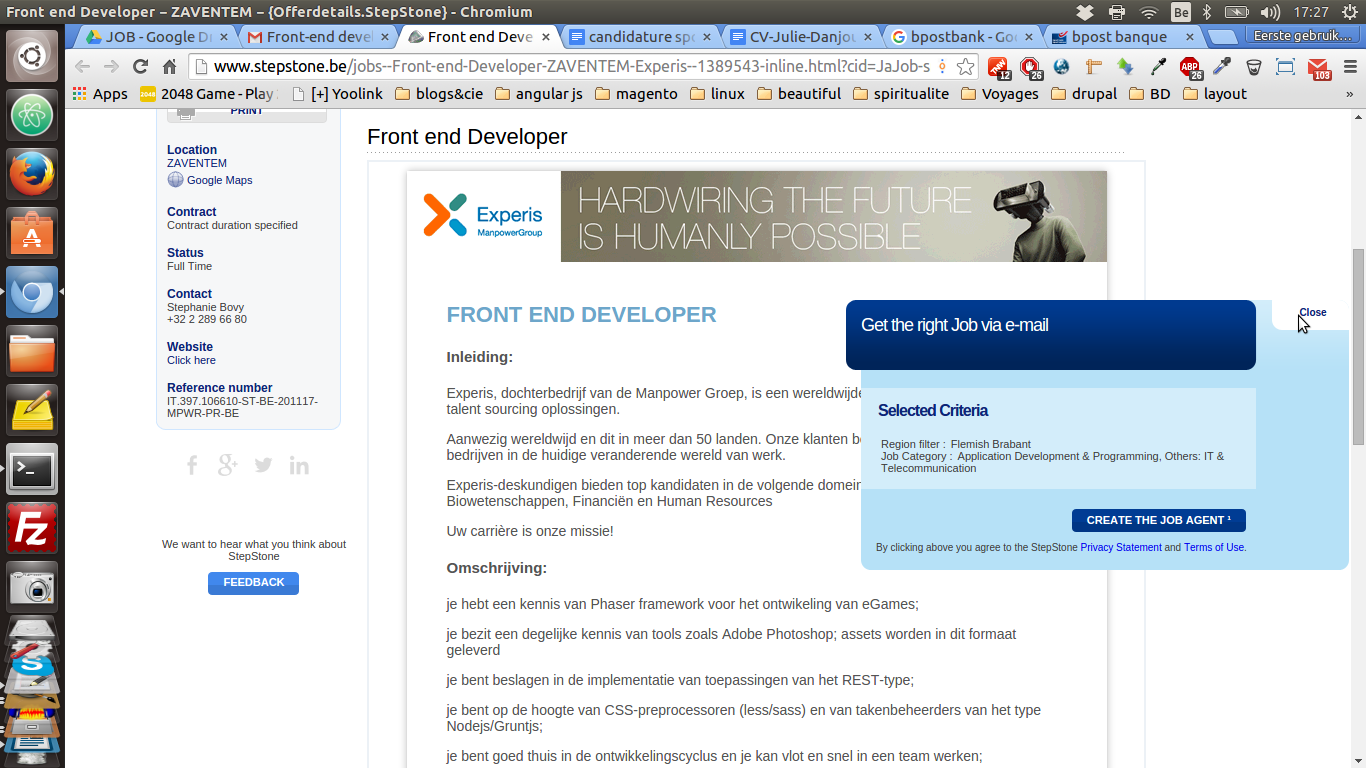 Front end Developer – ZAVENTEM – {Offerdetails.StepStone} - Chromium
Be
17:27
JOB - Google Dr
Front-end devel
Front end Deve
candidature spo
CV-Julie-Danjou
bpostbank - Goo
bpost banque
Eerste gebruik…
www.stepstone.be/jobs--Front-end-Developer-ZAVENTEM-Experis--1389543-inline.html?cid=JaJob-s
12
26
ABP
26
103
Apps
2048 Game - Play
[+] Yoolink
blogs&cie
angular js
magento
linux
beautiful
spiritualite
Voyages
drupal
BD
layout
»
PRINT
Location
ZAVENTEM
Google Maps
Contract
Contract duration specified
Status
Full Time
Contact
Stephanie Bovy
+32 2 289 66 80
Website
Click here
Reference number
IT.397.106610-ST-BE-201117-
MPWR-PR-BE
We want to hear what you think about
StepStone
FEEDBACK
Front end Developer
Experis
ManpowerGroup
HARDWIRING THE FUTURE
IS HUMANLY POSSIBLE
FRONT END DEVELOPER
Inleiding:
Experis, dochterbedrijf van de Manpower Groep, is een wereldwijde
talent sourcing oplossingen.
Aanwezig wereldwijd en dit in meer dan 50 landen. Onze klanten be
bedrijven in de huidige veranderende wereld van werk.
Experis-deskundigen bieden top kandidaten in de volgende domein
Biowetenschappen, Financiën en Human Resources
Uw carrière is onze missie!
Omschrijving:
je hebt een kennis van Phaser framework voor het ontwikeling van eGames;
je bezit een degelijke kennis van tools zoals Adobe Photoshop; assets worden in dit formaat
geleverd
je bent beslagen in de implementatie van toepassingen van het REST-type;
je bent op de hoogte van CSS-preprocessoren (less/sass) en van takenbeheerders van het type
Nodejs/Gruntjs;
je bent goed thuis in de ontwikkelingscyclus en je kan vlot en snel in een team werken;
Close
Get the right Job via e-mail
Selected Criteria
Region filter : Flemish Brabant
Job Category : Application Development & Programming, Others: IT &
Telecommunication
CREATE THE JOB AGENT ¹
By clicking above you agree to the StepStone Privacy Statement and Terms of Use.